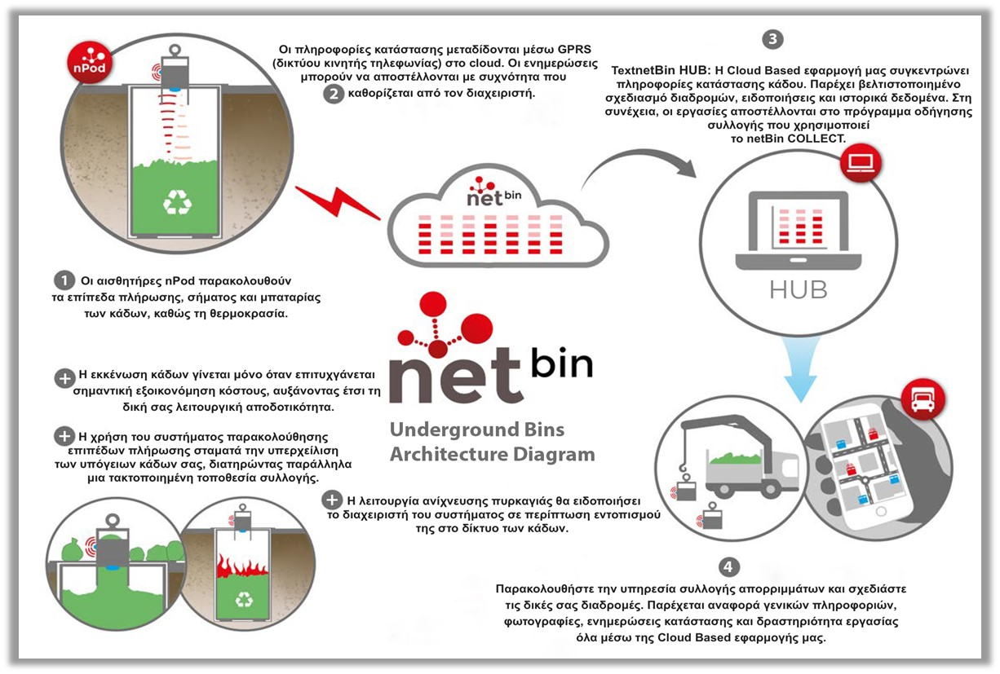 nPod
Οι πληροφορίες κατάστασης μεταδίδονται μέσω GPRS
(δικτύου κινητής τηλεφωνίας) στο cloud. Οι ενημερώσεις
μπορούν να αποστέλλονται με συχνότητα που
2 καθορίζεται από τον διαχειριστή.
3
TextnetBin HUB: Η Cloud Based εφαρμογή μας συγκεντρώνει
πληροφορίες κατάστασης κάδου. Παρέχει βελτιστοποιημένο
σχεδιασμό διαδρομών, ειδοποιήσεις και ιστορικά δεδομένα. Στη
συνέχεια, οι εργασίες αποστέλλονται στο πρόγραμμα οδήγησης
συλλογής που χρησιμοποιεί
το netBin COLLECT.
net bin
HUB
1 Οι αισθητήρες nPod παρακολουθούν
τα επίπεδα πλήρωσης, σήματος και μπαταρίας
των κάδων, καθώς τη θερμοκρασία.
net bin
Underground Bins
Architecture Diagram
+ Η εκκένωση κάδων γίνεται μόνο όταν επιτυγχάνεται
σημαντική εξοικονόμηση κόστους, αυξάνοντας έτσι τη
δική σας λειτουργική αποδοτικότητα.
+ Η χρήση του συστήματος παρακολούθησης
επιπέδων πλήρωσης σταματά την υπερχείλιση
των υπόγειων κάδων σας, διατηρώντας παράλληλα
μια τακτοποιημένη τοποθεσία συλλογής.
+ Η λειτουργία ανίχνευσης πυρκαγιάς θα ειδοποιήσει
το διαχειριστή του συστήματος σε περίπτωση εντοπισμού
της στο δίκτυο των κάδων.
4
Παρακολουθήστε την υπηρεσία συλλογής απορριμμάτων και σχεδιάστε
τις δικές σας διαδρομές. Παρέχεται αναφορά γενικών πληροφοριών,
φωτογραφίες, ενημερώσεις κατάστασης και δραστηριότητα εργασίας
όλα μέσω της Cloud Based εφαρμογής μας.